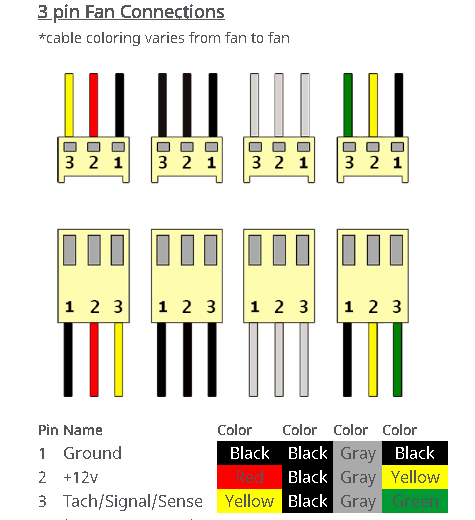 3 pin Fan Connections
*cable coloring varies from fan to fan
3 2 1 3 2 1 3 2 1 3 2 1
1 2 3 1 2 3 1 2 3 1 2 3
Pin Name Color Color Color Color
1 Ground Black Black Gray Black
2 +12v Red Black Gray Yellow
3 Tach/Signal/Sense Yellow Black Gray Green